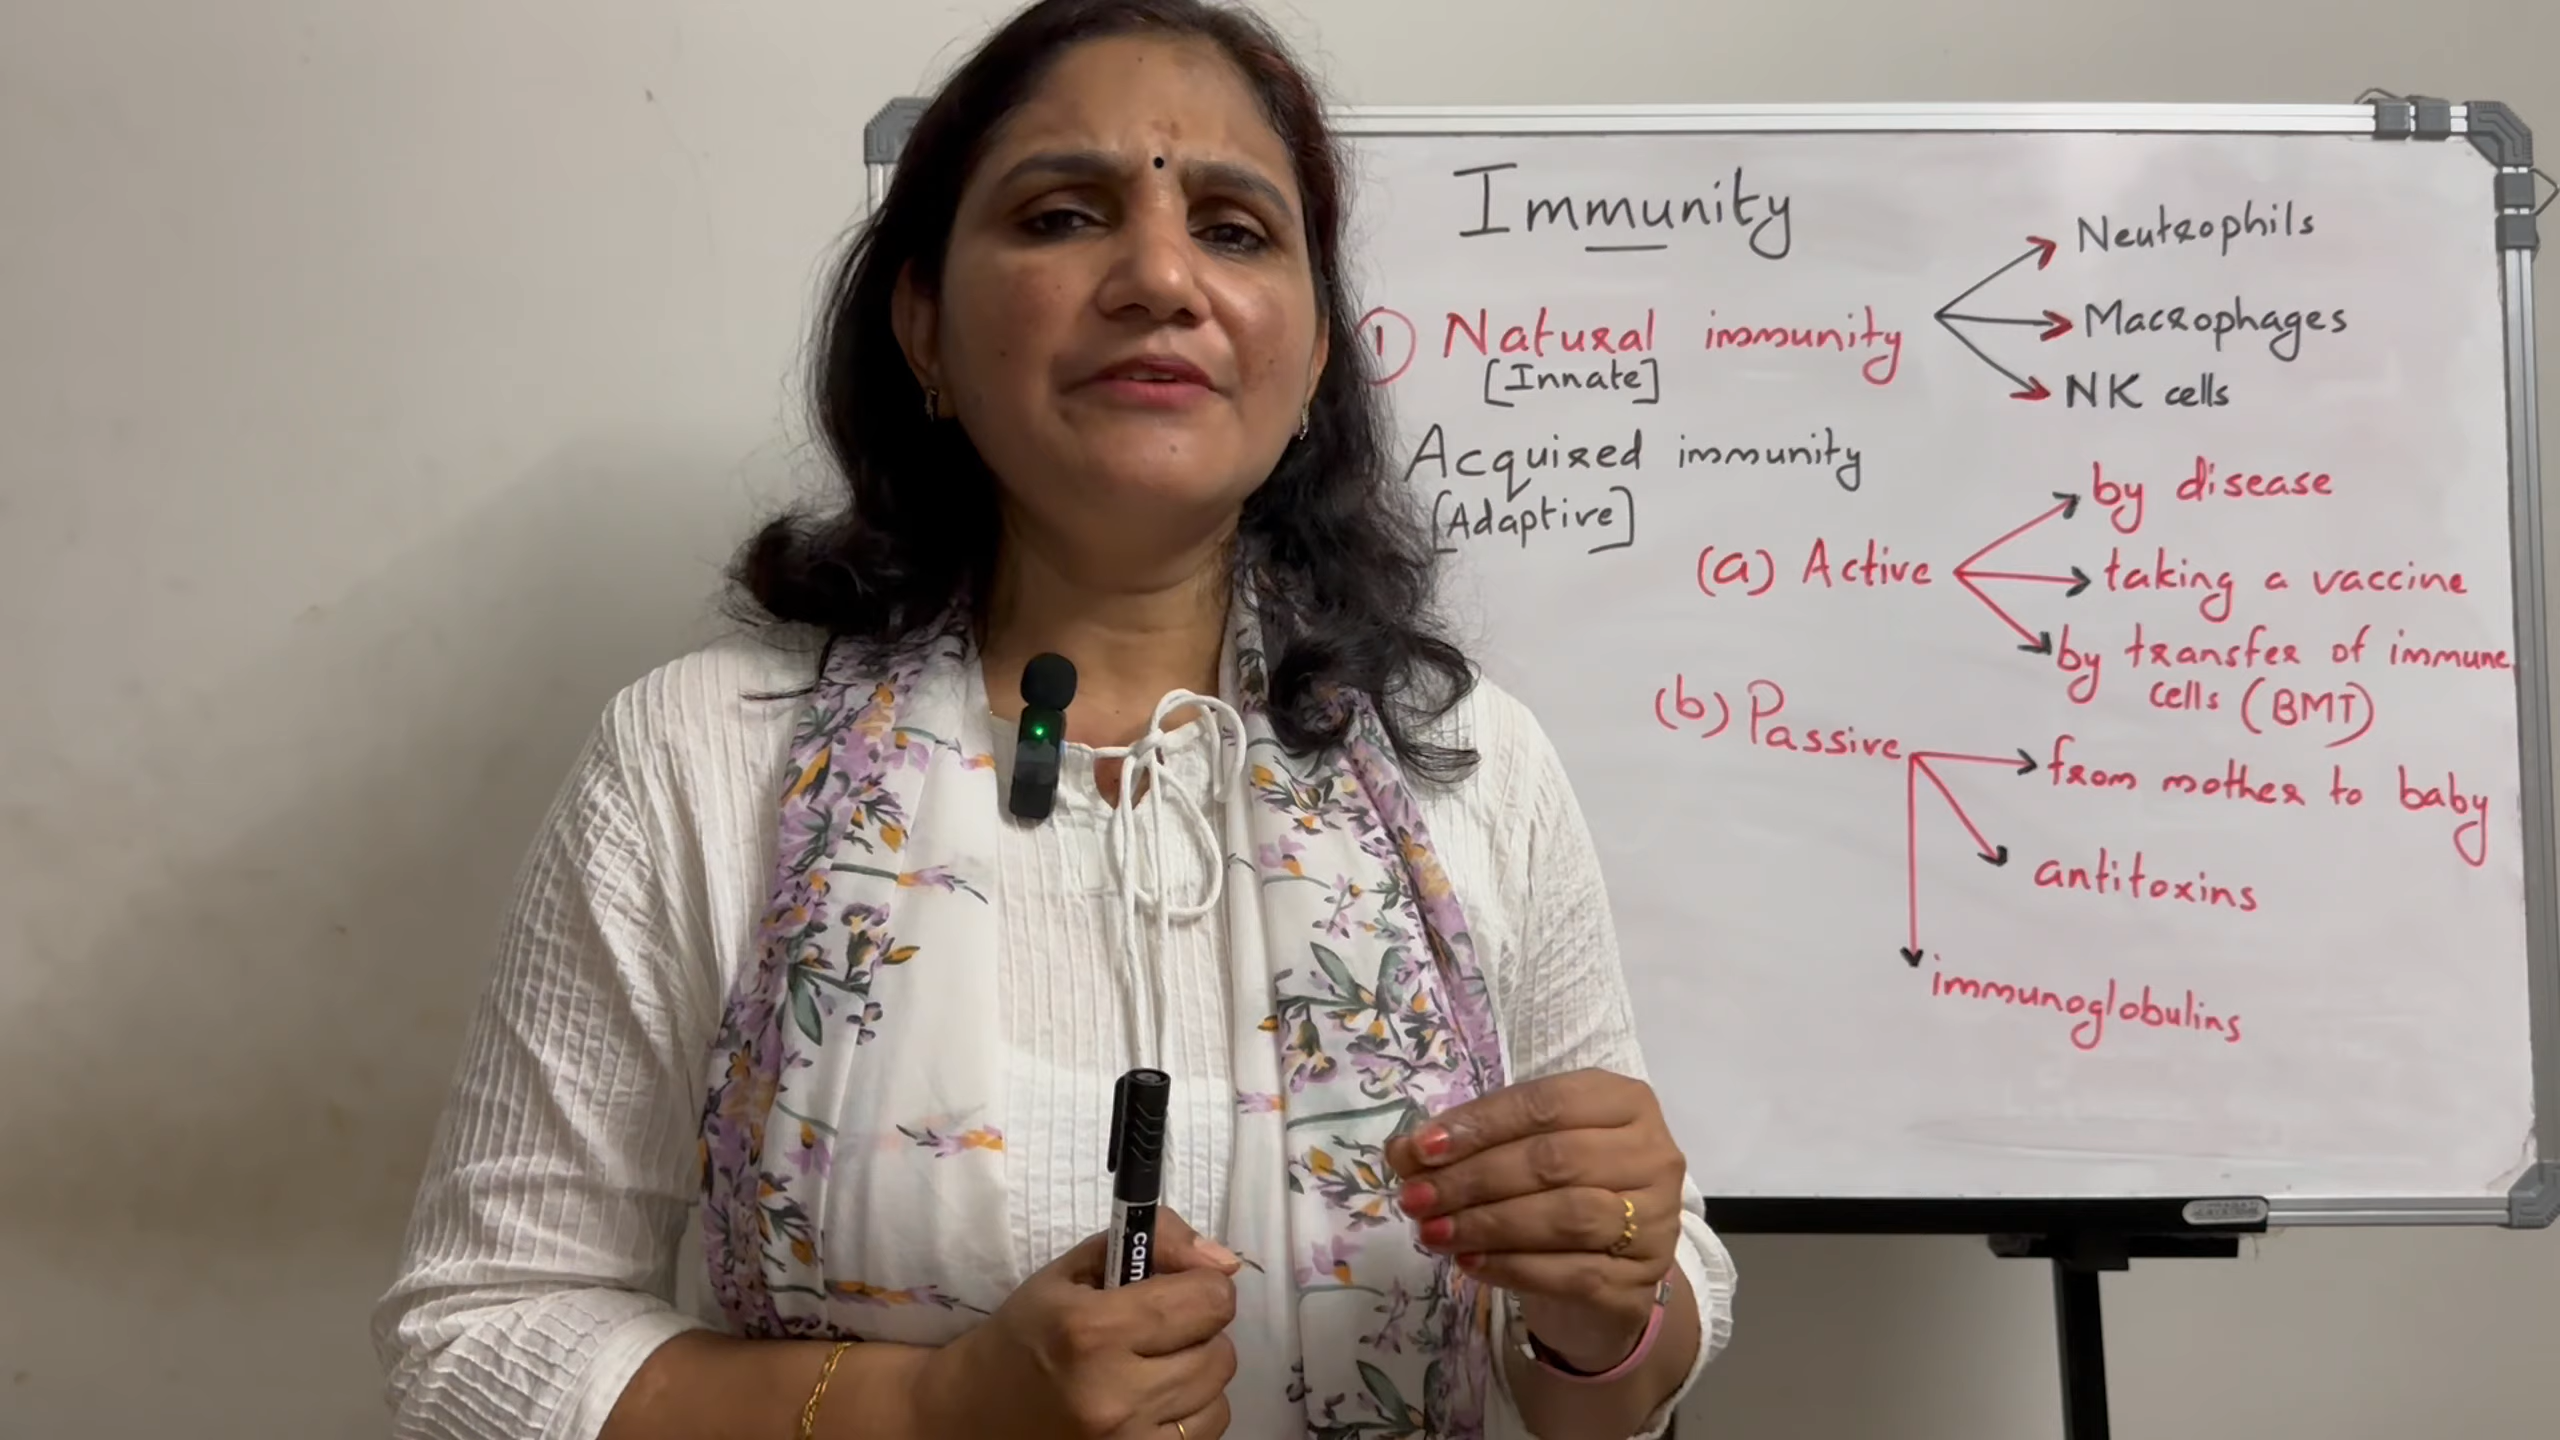 Immunity
Neutrophils
1 Natural immunity
Macrophages
[Innate]
NK cells
Acquired immunity
[Adaptive]
by disease
(a) Active
taking a vaccine
by transfer of immune
cells (BMT)
(b) Passive
from mother to baby
antitoxins
immunoglobulins
cam